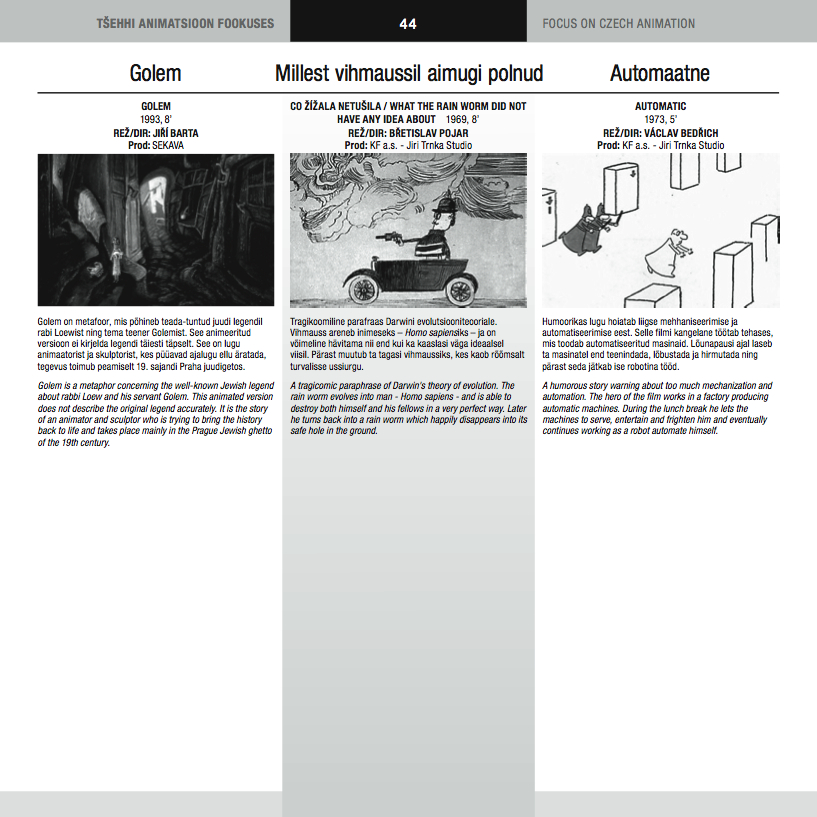 TŠEHHI ANIMATSIOON FOOKUSES
44
FOCUS ON CZECH ANIMATION
Golem
GOLEM
1993, 8'
REŽ/DIR: JIŘÍ BARTA
Prod: SEKAVA
Golem on metafoor, mis põhineb teada-tuntud juudi legendil
rabi Loewist ning tema teener Golemist. See animeeritud
versioon ei kirjelda legendi täiesti täpselt. See on lugu
animaatorist ja skulptorist, kes püüavad ajalugu ellu äratada,
tegevus toimub peamiselt 19. sajandi Praha juudigetos.
Golem is a metaphor concerning the well-known Jewish legend
about rabbi Loew and his servant Golem. This animated version
does not describe the original legend accurately. It is the story
of an animator and sculptor who is trying to bring the history
back to life and takes place mainly in the Prague Jewish ghetto
of the 19th century.
Millest vihmaussil aimugi polnud
CO ŽÍŽALA NETUŠILA / WHAT THE RAIN WORM DID NOT
HAVE ANY IDEA ABOUT 1969, 8'
REŽ/DIR: BŘETISLAV POJAR
Prod: KF a.s. - Jiri Trnka Studio
Tragikoomiline parafraas Darwini evolutsiooniteooriale.
Vihmauss areneb inimeseks – Homo sapiensiks – ja on
võimeline hävitama nii end kui ka kaaslasi väga ideaalsel
viisil. Pärast muutub ta tagasi vihmaussiks, kes kaob rõõmsalt
turvalisse ussiurgu.
A tragicomic paraphrase of Darwin's theory of evolution. The
rain worm evolves into man - Homo sapiens - and is able to
destroy both himself and his fellows in a very perfect way. Later
he turns back into a rain worm which happily disappears into its
safe hole in the ground.
Automaatne
AUTOMATIC
1973, 5'
REŽ/DIR: VÁCLAV BEDŘICH
Prod: KF a.s. - Jiri Trnka Studio
Humoorikas lugu hoiatab liigse mehhaniseerimise ja
automatiseerimise eest. Selle filmi kangelane töötab tehases,
mis toodab automatiseeritud masinaid. Lõunapausi ajal laseb
ta masinatel end teenindada, lõbustada ja hirmutada ning
pärast seda jätkab ise robotina tööd.
A humorous story warning about too much mechanization and
automation. The hero of the film works in a factory producing
automatic machines. During the lunch break he lets the
machines to serve, entertain and frighten him and eventually
continues working as a robot automate himself.